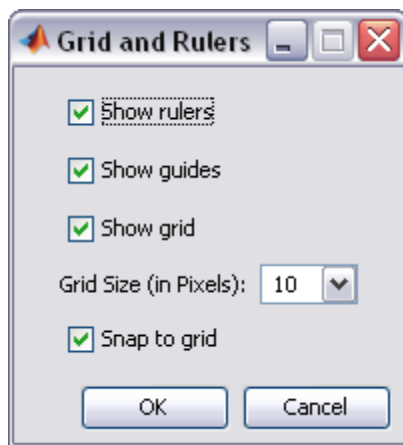 Grid and Rulers
Show rulers
Show guides
Show grid
Grid Size (in Pixels): 10
Snap to grid
OK Cancel